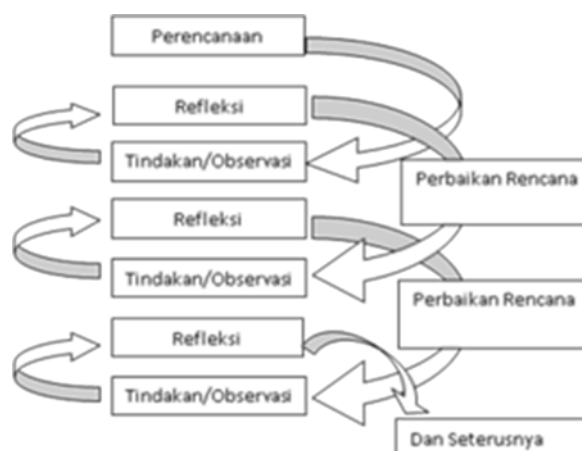 Perencanaan
Refleksi
Tindakan/Observasi
Perbaikan Rencana
Refleksi
Tindakan/Observasi
Perbaikan Rencana
Refleksi
Tindakan/Observasi
Dan Seterusnya